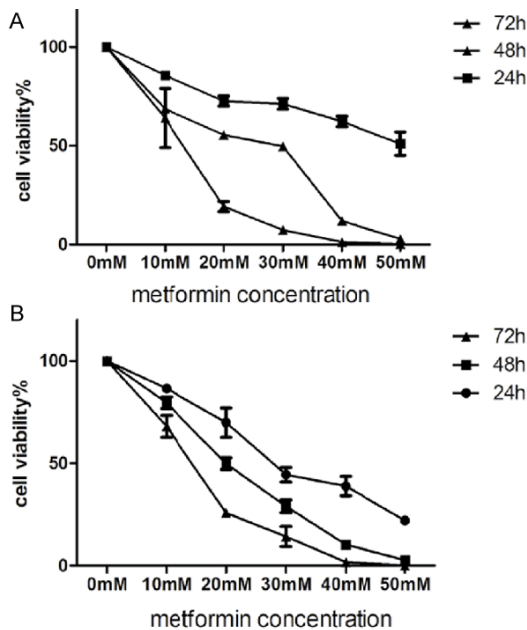 A
72h
48h
24h
100
50
0
cell viability%
0mM 10mM 20mM 30mM 40mM 50mM
metformin concentration
B
72h
48h
24h
100
50
0
cell viability%
0mM 10mM 20mM 30mM 40mM 50mM
metformin concentration